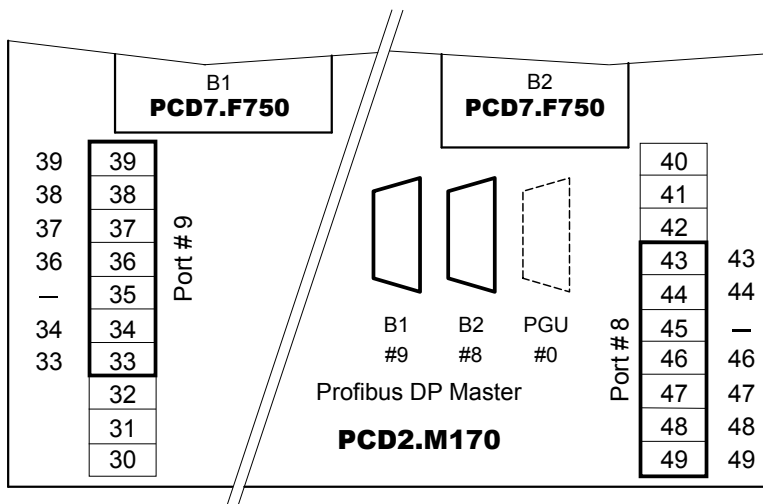 B1
PCD7.F750
B2
PCD7.F750
39 39
38 38
37 37
36 36
— 35
34 34
33 33
32
31
30
Port # 9
B1
#9
B2
#8
PGU
#0
Profibus DP Master
PCD2.M170
Port # 8
40
41
42
43 43
44 44
45 —
46 46
47 47
48 48
49 49